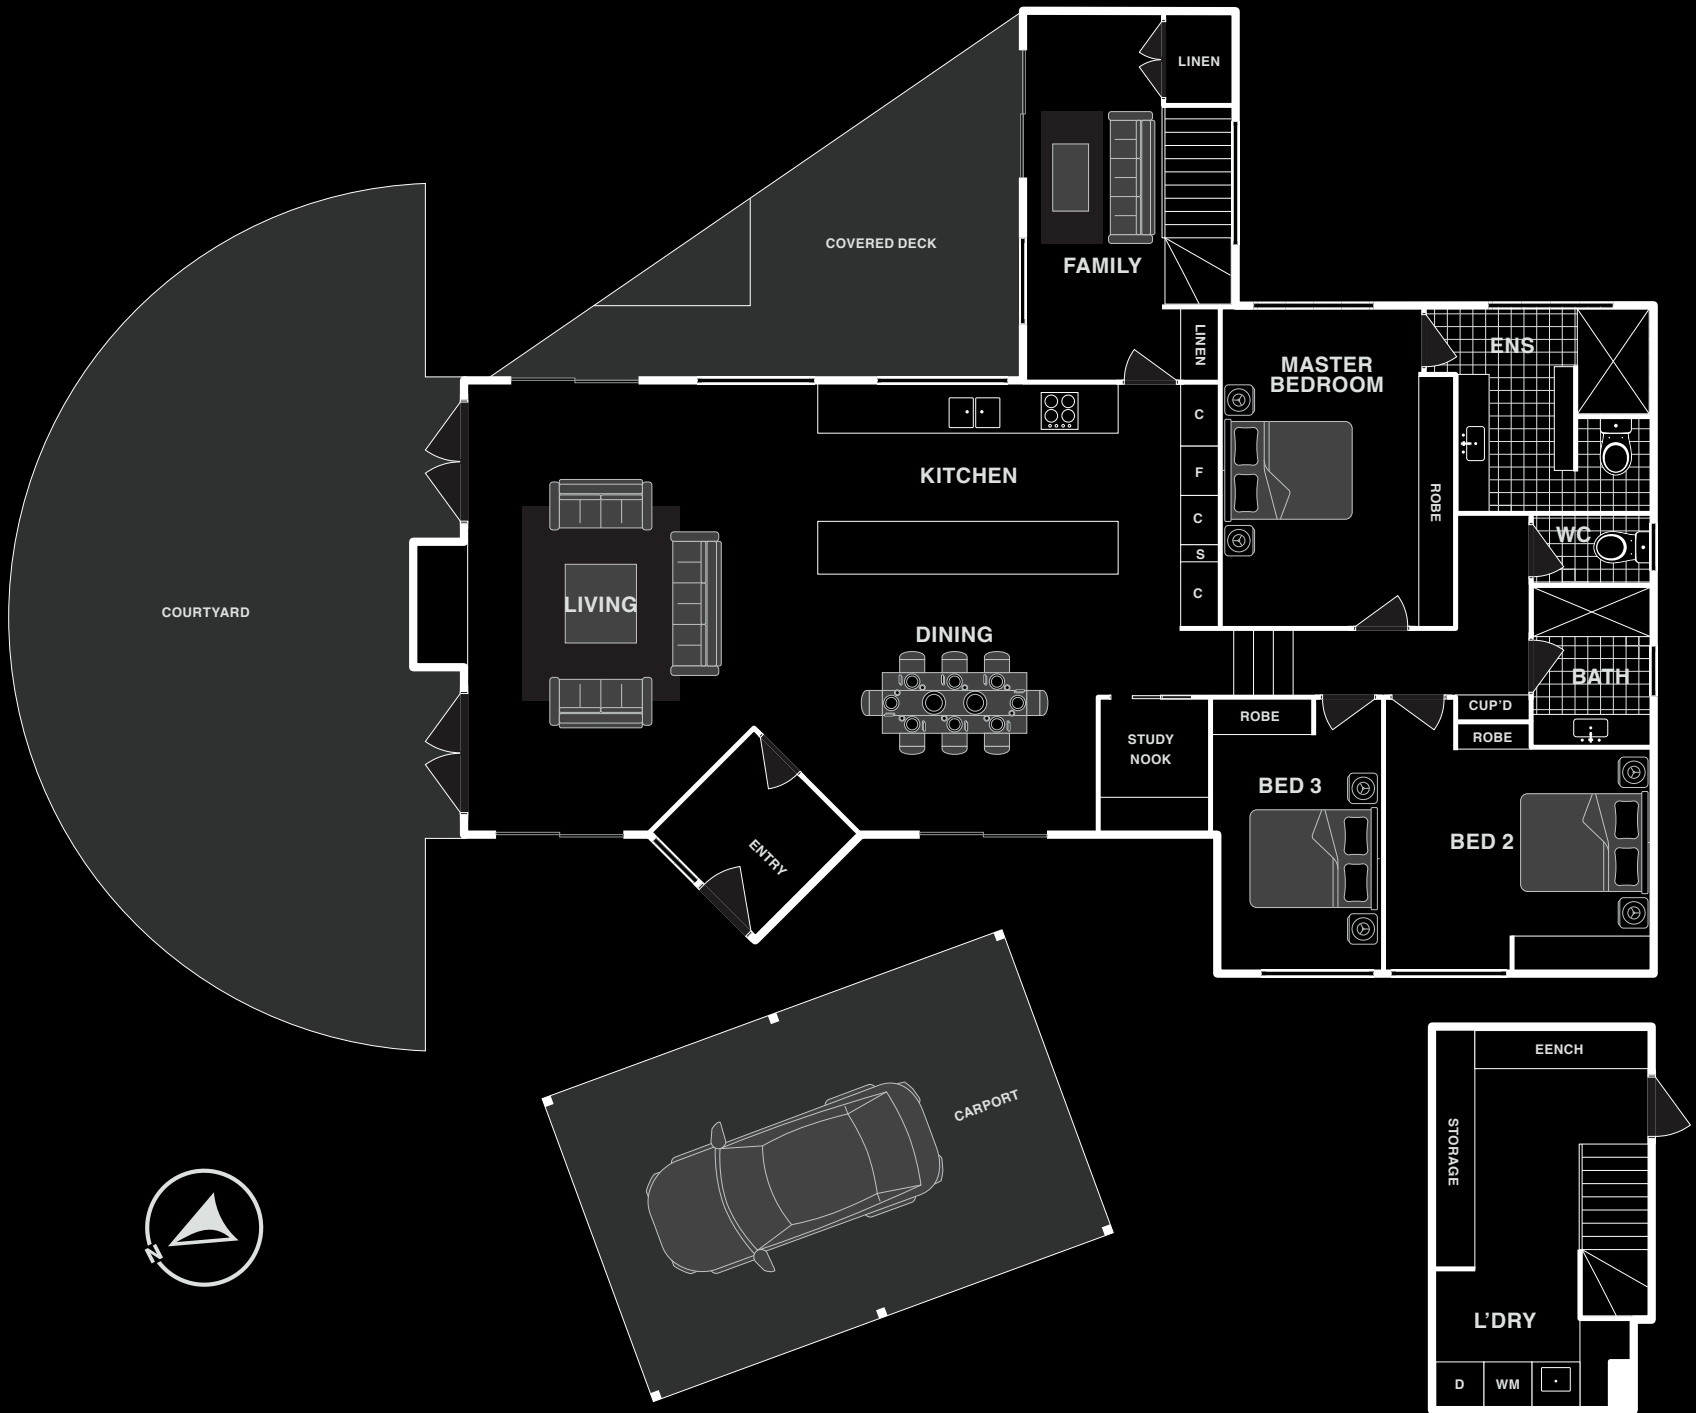 LINEN
COVERED DECK
FAMILY
LINEN
MASTER
BEDROOM
ENS
C
KITCHEN
F
ROBE
C
WC
S
C
COURTYARD
LIVING
DINING
BATH
CUP'D
ROBE
ROBE
STUDY
NOOK
BED 3
BED 2
ENTRY
CARPORT
EENCH
STORAGE
N
L'DRY
D
WM